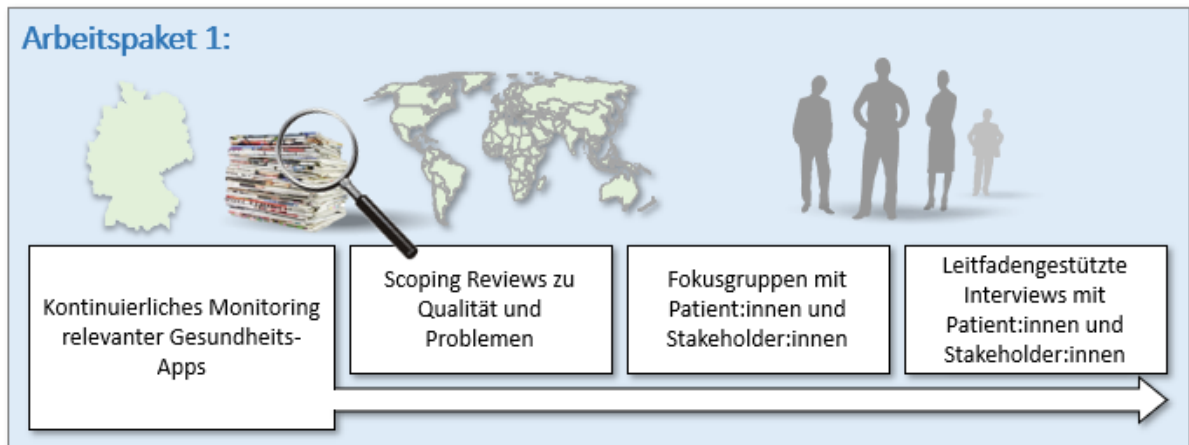 Arbeitspaket 1:
Kontinuierliches Monitoring
relevanter Gesundheits-
Apps
Scoping Reviews zu
Qualität und
Problemen
Fokusgruppen mit
Patient:innen und
Stakeholder:innen
Leitfadengestützte
Interviews mit
Patient:innen und
Stakeholder:innen